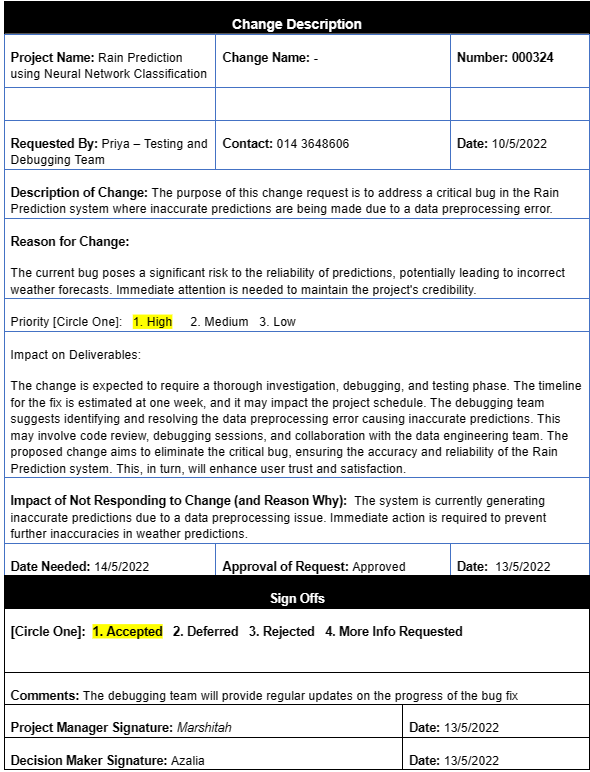 Change Description
Project Name: Rain Prediction
using Neural Network Classification
Change Name: -
Number: 000324
Requested By: Priya – Testing and
Debugging Team
Contact: 014 3648606
Date: 10/5/2022
Description of Change: The purpose of this change request is to address a critical bug in the Rain
Prediction system where inaccurate predictions are being made due to a data preprocessing error.
Reason for Change:
The current bug poses a significant risk to the reliability of predictions, potentially leading to incorrect
weather forecasts. Immediate attention is needed to maintain the project's credibility.
Priority [Circle One]: 1. High 2. Medium 3. Low
Impact on Deliverables:
The change is expected to require a thorough investigation, debugging, and testing phase. The timeline
for the fix is estimated at one week, and it may impact the project schedule. The debugging team
suggests identifying and resolving the data preprocessing error causing inaccurate predictions. This
may involve code review, debugging sessions, and collaboration with the data engineering team. The
proposed change aims to eliminate the critical bug, ensuring the accuracy and reliability of the Rain
Prediction system. This, in turn, will enhance user trust and satisfaction.
Impact of Not Responding to Change (and Reason Why): The system is currently generating
inaccurate predictions due to a data preprocessing issue. Immediate action is required to prevent
further inaccuracies in weather predictions.
Date Needed: 14/5/2022
Approval of Request: Approved
Date: 13/5/2022
Sign Offs
[Circle One]: 1. Accepted 2. Deferred 3. Rejected 4. More Info Requested
Comments: The debugging team will provide regular updates on the progress of the bug fix
Project Manager Signature: Marshitah
Date: 13/5/2022
Decision Maker Signature: Azalia
Date: 13/5/2022